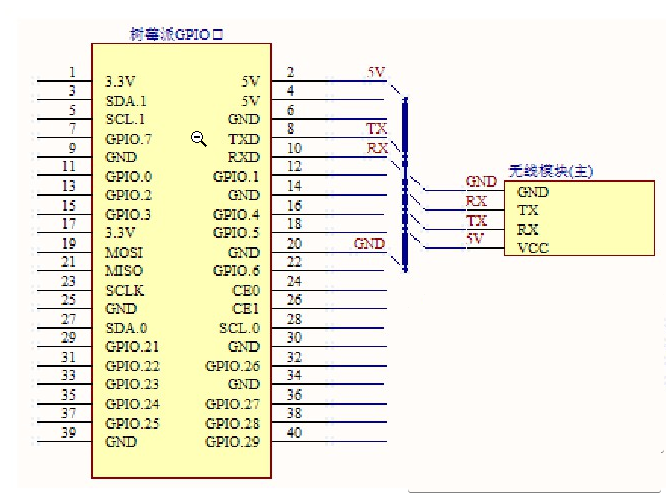 树莓派GPIO口
1 3.3V 5V 2 5V
3 SDA.1 5V 4
5 SCL.1 GND 6
7 GPIO.7 TXD 8 TX
9 GND RXD 10 RX
11 GPIO.0 GPIO.1 12
13 GPIO.2 GND 14
15 GPIO.3 GPIO.4 16
17 3.3V GPIO.5 18
19 MOSI GND 20 GND
21 MISO GPIO.6 22
23 SCLK CE0 24
25 GND CE1 26
27 SDA.0 SCL.0 28
29 GPIO.21 GND 30
31 GPIO.22 GPIO.26 32
33 GPIO.23 GND 34
35 GPIO.24 GPIO.27 36
37 GPIO.25 GPIO.28 38
39 GND GPIO.29 40
无线模块(主)
GND GND
RX TX
TX RX
5V VCC